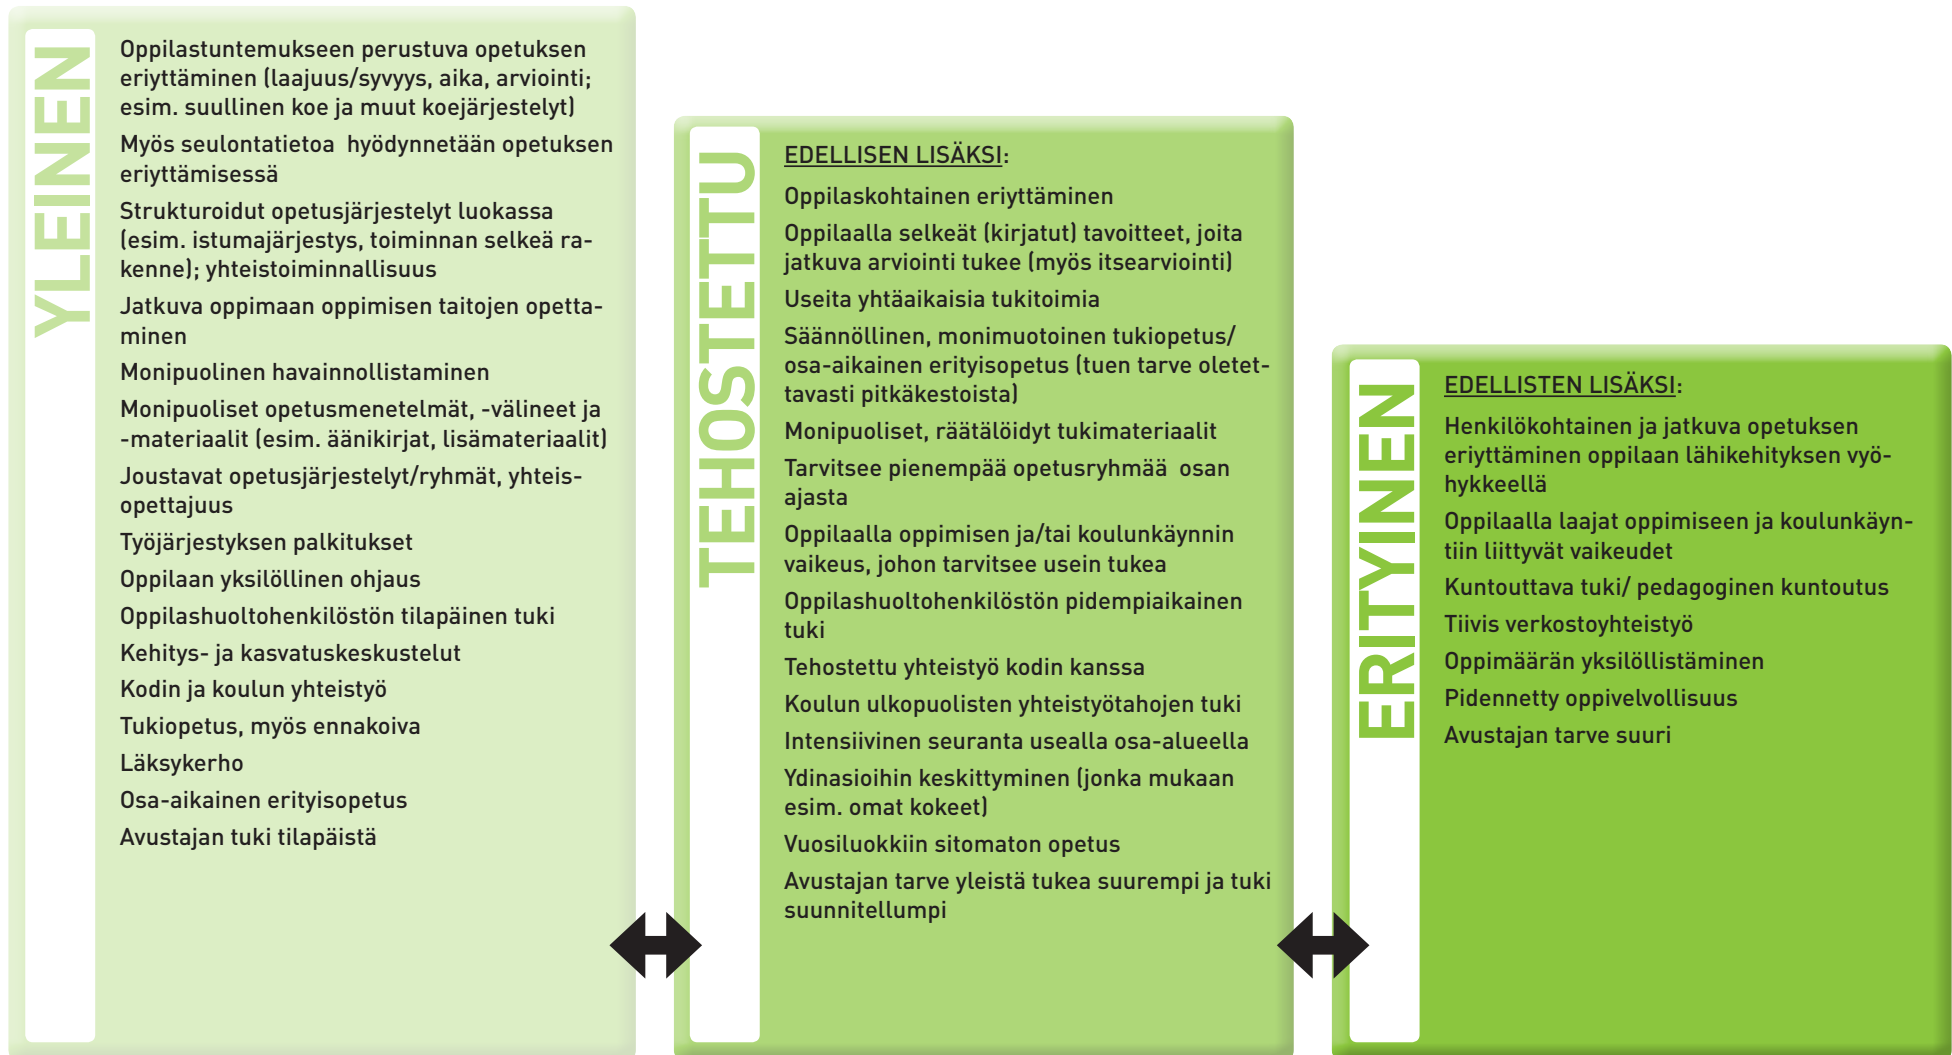 YLEINEN
Oppilastuntemukseen perustuva opetuksen
eriyttäminen (laajuus/syvyys, aika, arviointi;
esim. suullinen koe ja muut koejärjestelyt)
Myös seulontatietoa hyödynnetään opetuksen
eriyttämisessä
Strukturoidut opetusjärjestelyt luokassa
(esim. istumajärjestys, toiminnan selkeä ra-
kenne); yhteistoiminnallisuus
Jatkuva oppimaan oppimisen taitojen opetta-
minen
Monipuolinen havainnollistaminen
Monipuoliset opetusmenetelmät, -välineet ja
-materiaalit (esim. äänikirjat, lisämateriaalit)
Joustavat opetusjärjestelyt/ryhmät, yhteis-
opettajuus
Työjärjestyksen palkitukset
Oppilaan yksilöllinen ohjaus
Oppilashuoltohenkilöstön tilapäinen tuki
Kehitys- ja kasvatuskeskustelut
Kodin ja koulun yhteistyö
Tukiopetus, myös ennakoiva
Läksykerho
Osa-aikainen erityisopetus
Avustajan tuki tilapäistä
TEHOSTETTU
EDELLISEN LISÄKSI:
Oppilaskohtainen eriyttäminen
Oppilaalla selkeät (kirjatut) tavoitteet, joita
jatkuva arviointi tukee (myös itsearviointi)
Useita yhtäaikaisia tukitoimia
Säännöllinen, monimuotoinen tukiopetus/
osa-aikainen erityisopetus (tuen tarve oletet-
tavasti pitkäkestoista)
Monipuoliset, räätälöidyt tukimateriaalit
Tarvitsee pienempää opetusryhmää osan
ajasta
Oppilaalla oppimisen ja/tai koulunkäynnin
vaikeus, johon tarvitsee usein tukea
Oppilashuoltohenkilöstön pidempiaikainen
tuki
Tehostettu yhteistyö kodin kanssa
Koulun ulkopuolisten yhteistyötahojen tuki
Intensiivinen seuranta usealla osa-alueella
Ydinasioihin keskittyminen (jonka mukaan
esim. omat kokeet)
Vuosiluokkiin sitomaton opetus
Avustajan tarve yleistä tukea suurempi ja tuki
suunnitellumpi
ERITYINEN
EDELLISTEN LISÄKSI:
Henkilökohtainen ja jatkuva opetuksen
eriyttäminen oppilaan lähikehityksen vyö-
hykkeellä
Oppilaalla laajat oppimiseen ja koulunkäyn-
tiin liittyvät vaikeudet
Kuntouttava tuki/ pedagoginen kuntoutus
Tiivis verkostoyhteistyö
Oppimäärän yksilöllistäminen
Pidennetty oppivelvollisuus
Avustajan tarve suuri